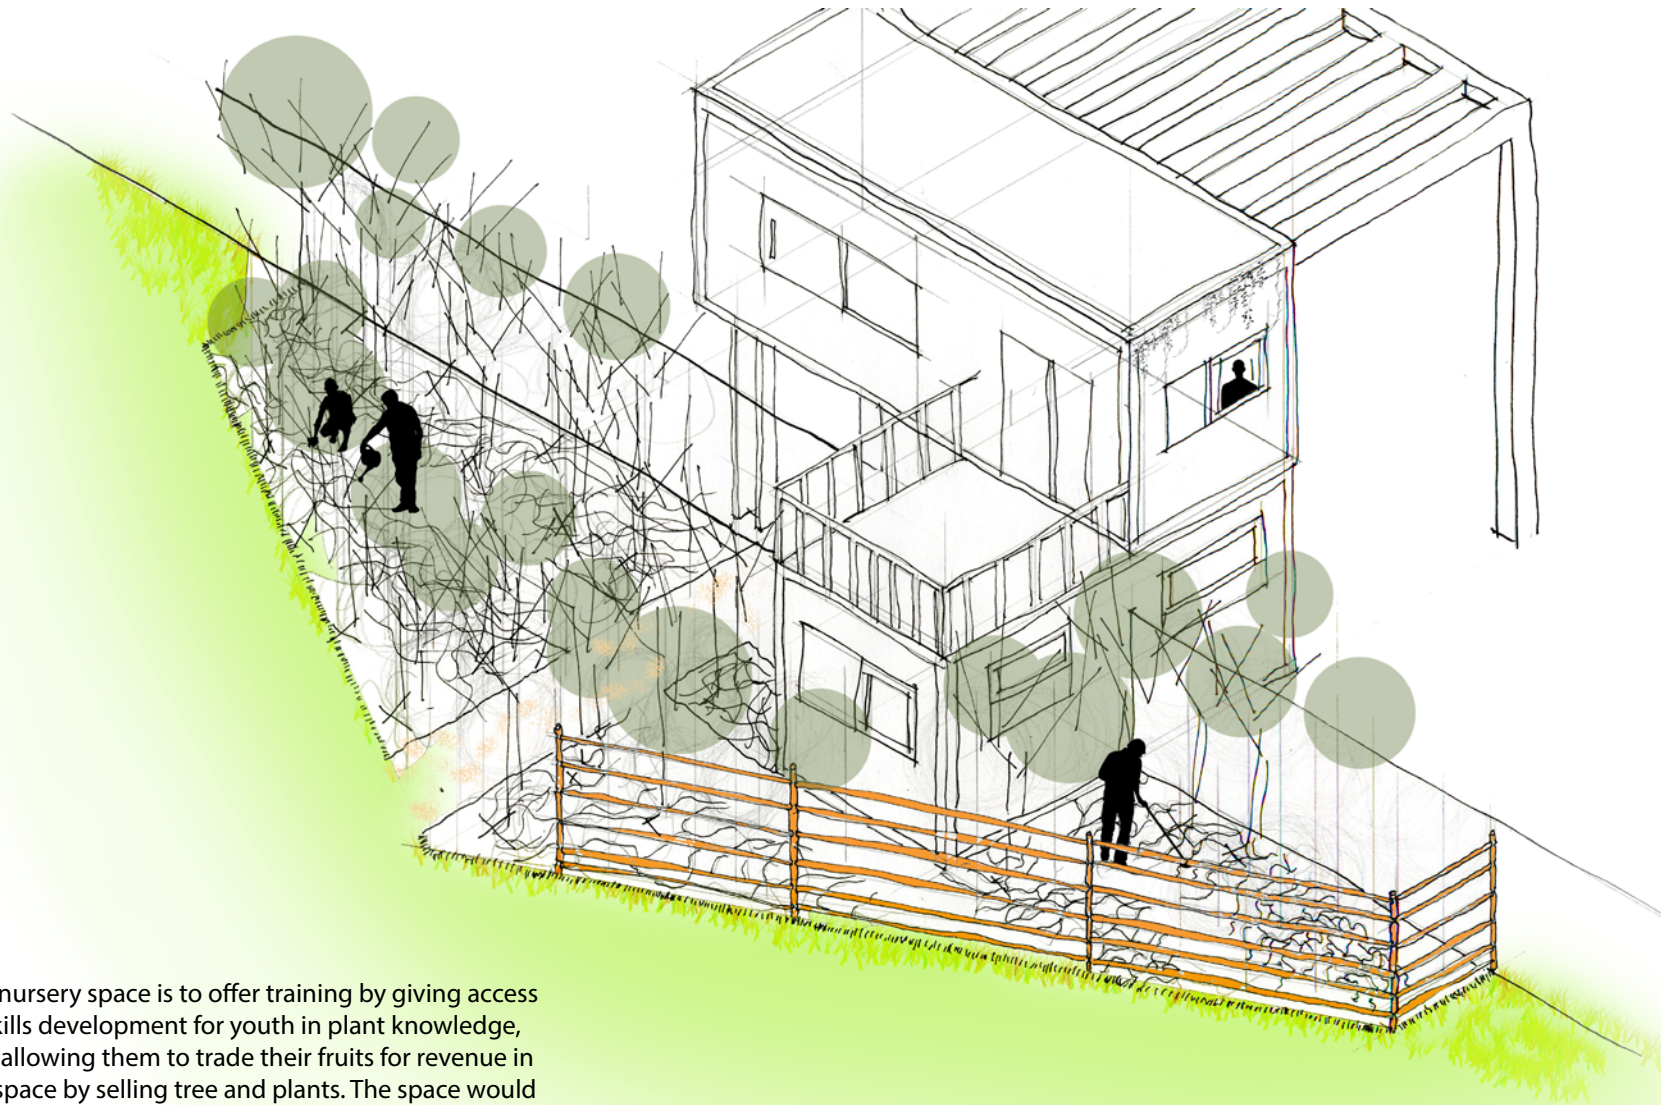 nursery space is to offer training by giving access
kills development for youth in plant knowledge,
allowing them to trade their fruits for revenue in
space by selling tree and plants. The space would